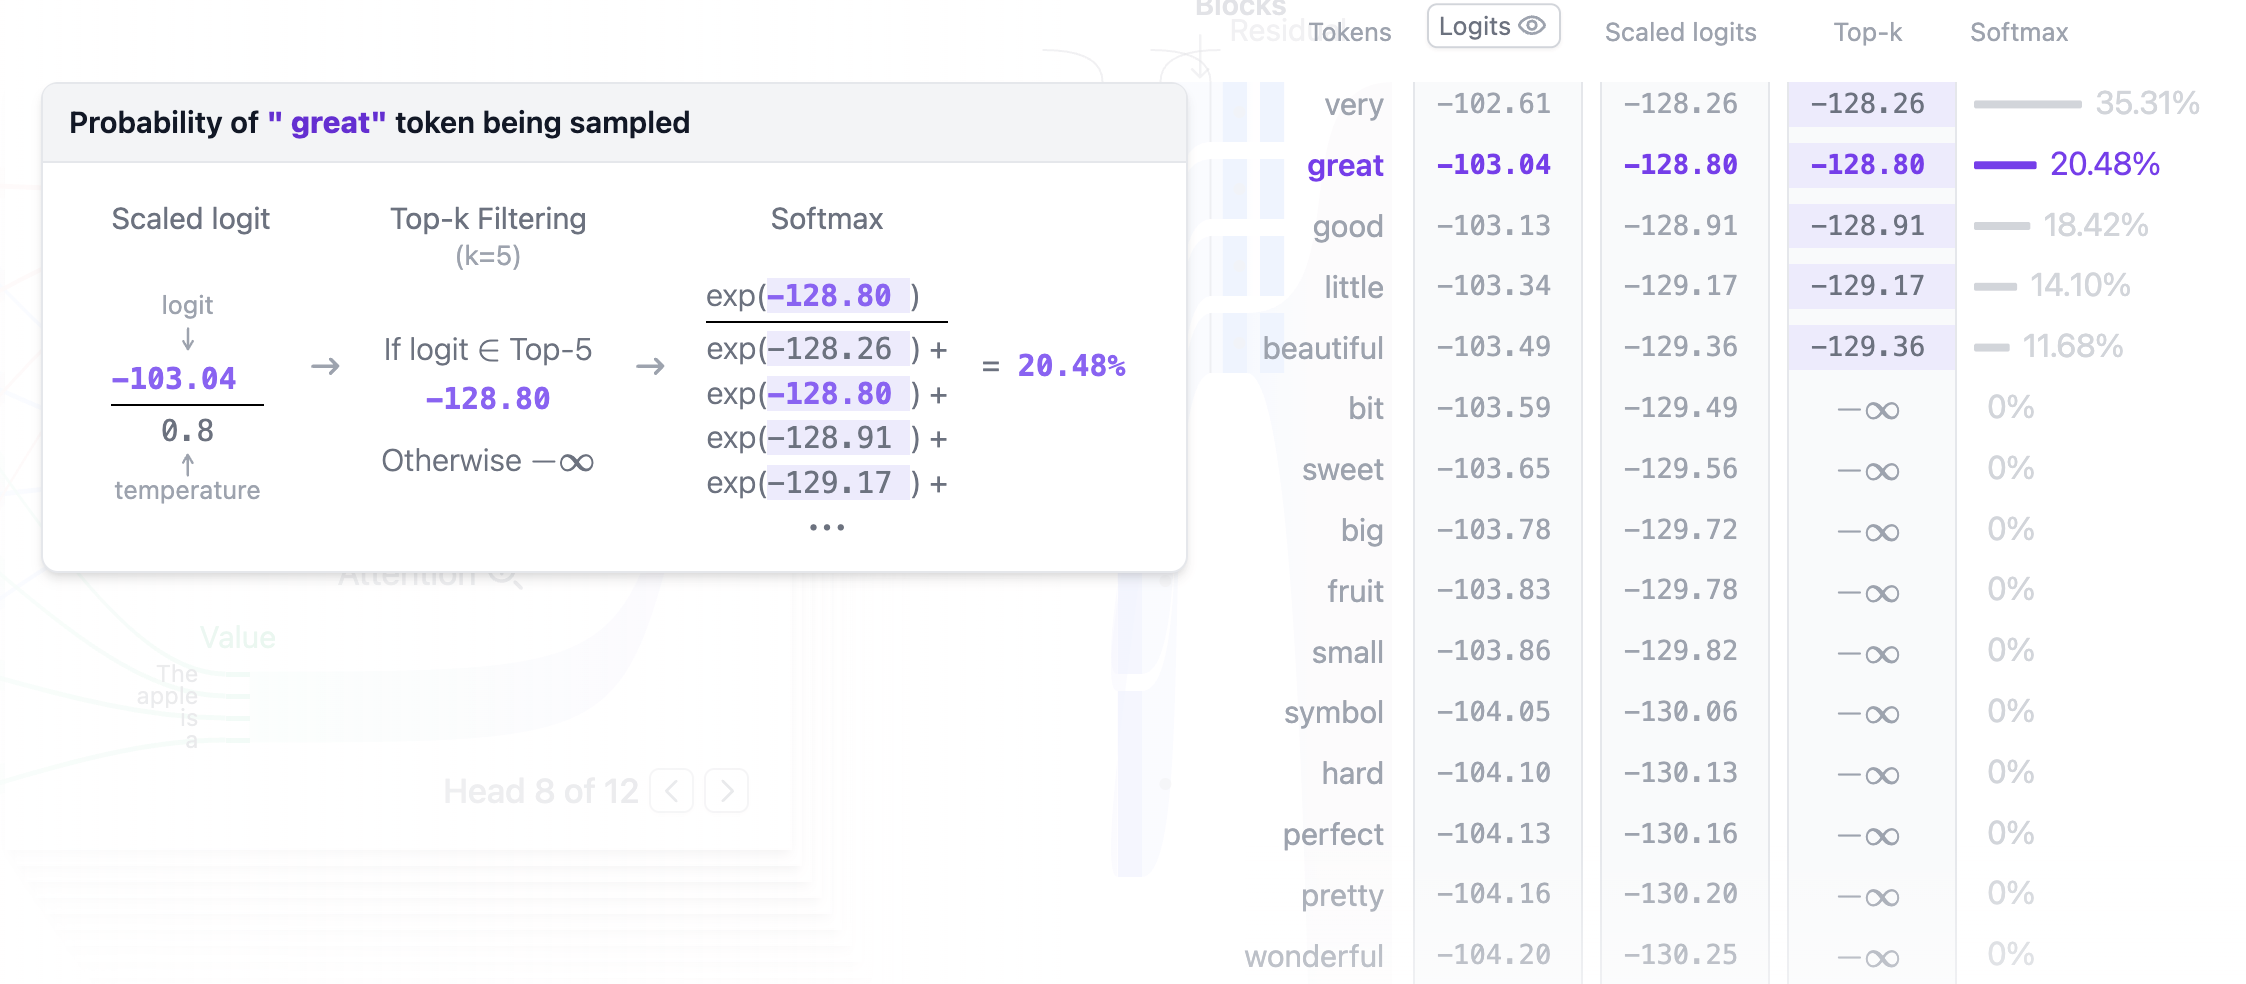 Blocks
Residual
Tokens Logits Scaled logits Top-k Softmax
Probability of " great" token being sampled
Scaled logit
logit
↓
−103.04
0.8
↑
temperature
→
Top-k Filtering
(k=5)
If logit ∈ Top-5
−128.80
Otherwise −∞
→
Softmax
exp(−128.80 )
exp(−128.26 ) +
exp(−128.80 ) +
exp(−128.91 ) +
exp(−129.17 ) +
...
= 20.48%
very −102.61 −128.26 −128.26 35.31%
great −103.04 −128.80 −128.80 20.48%
good −103.13 −128.91 −128.91 18.42%
little −103.34 −129.17 −129.17 14.10%
beautiful −103.49 −129.36 −129.36 11.68%
bit −103.59 −129.49 −∞ 0%
sweet −103.65 −129.56 −∞ 0%
big −103.78 −129.72 −∞ 0%
fruit −103.83 −129.78 −∞ 0%
small −103.86 −129.82 −∞ 0%
symbol −104.05 −130.06 −∞ 0%
hard −104.10 −130.13 −∞ 0%
perfect −104.13 −130.16 −∞ 0%
pretty −104.16 −130.20 −∞ 0%
wonderful −104.20 −130.25 −∞ 0%
Attention
Value
The
apple
is
a
Head 8 of 12